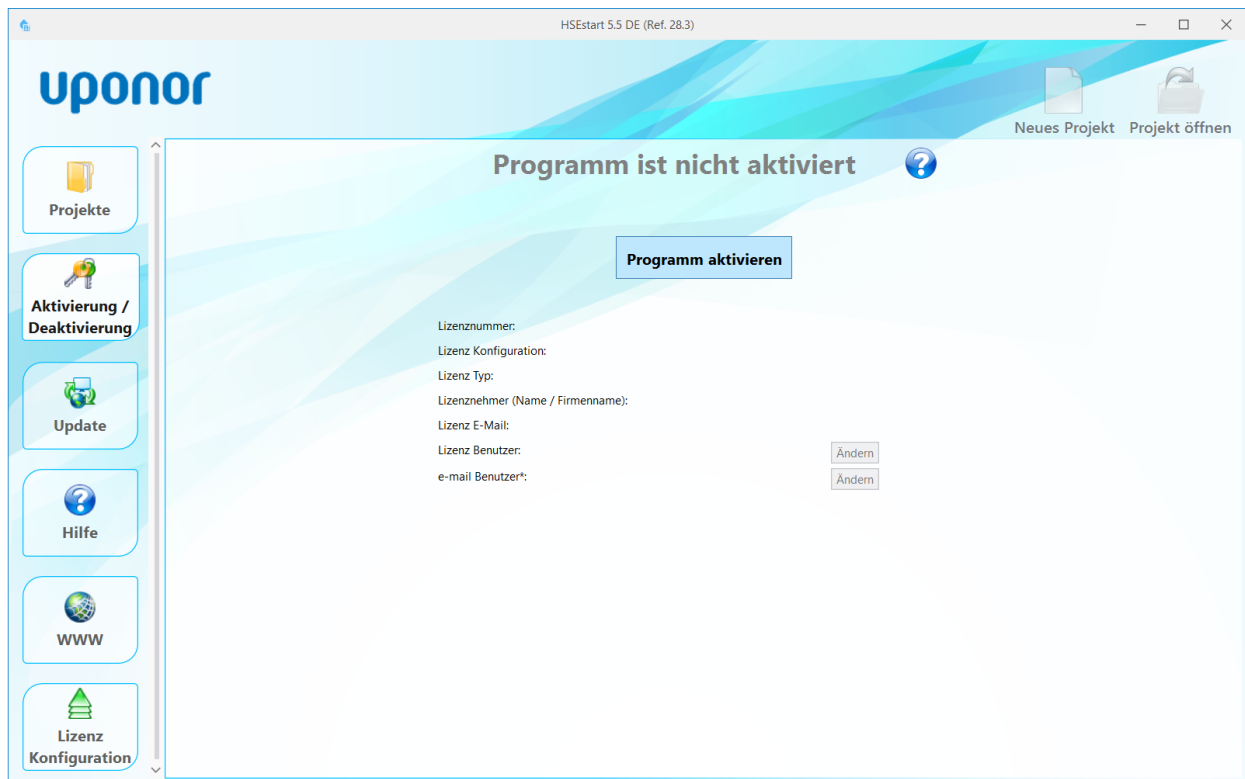 HSEstart 5.5 DE (Ref. 28.3)
uponor
Neues Projekt
Projekt öffnen
Projekte
Aktivierung /
Deaktivierung
Update
Hilfe
WWW
Lizenz
Konfiguration
Programm ist nicht aktiviert
Programm aktivieren
Lizenznummer:
Lizenz Konfiguration:
Lizenz Typ:
Lizenznehmer (Name / Firmenname):
Lizenz E-Mail:
Lizenz Benutzer:
Ändern
e-mail Benutzer*:
Ändern